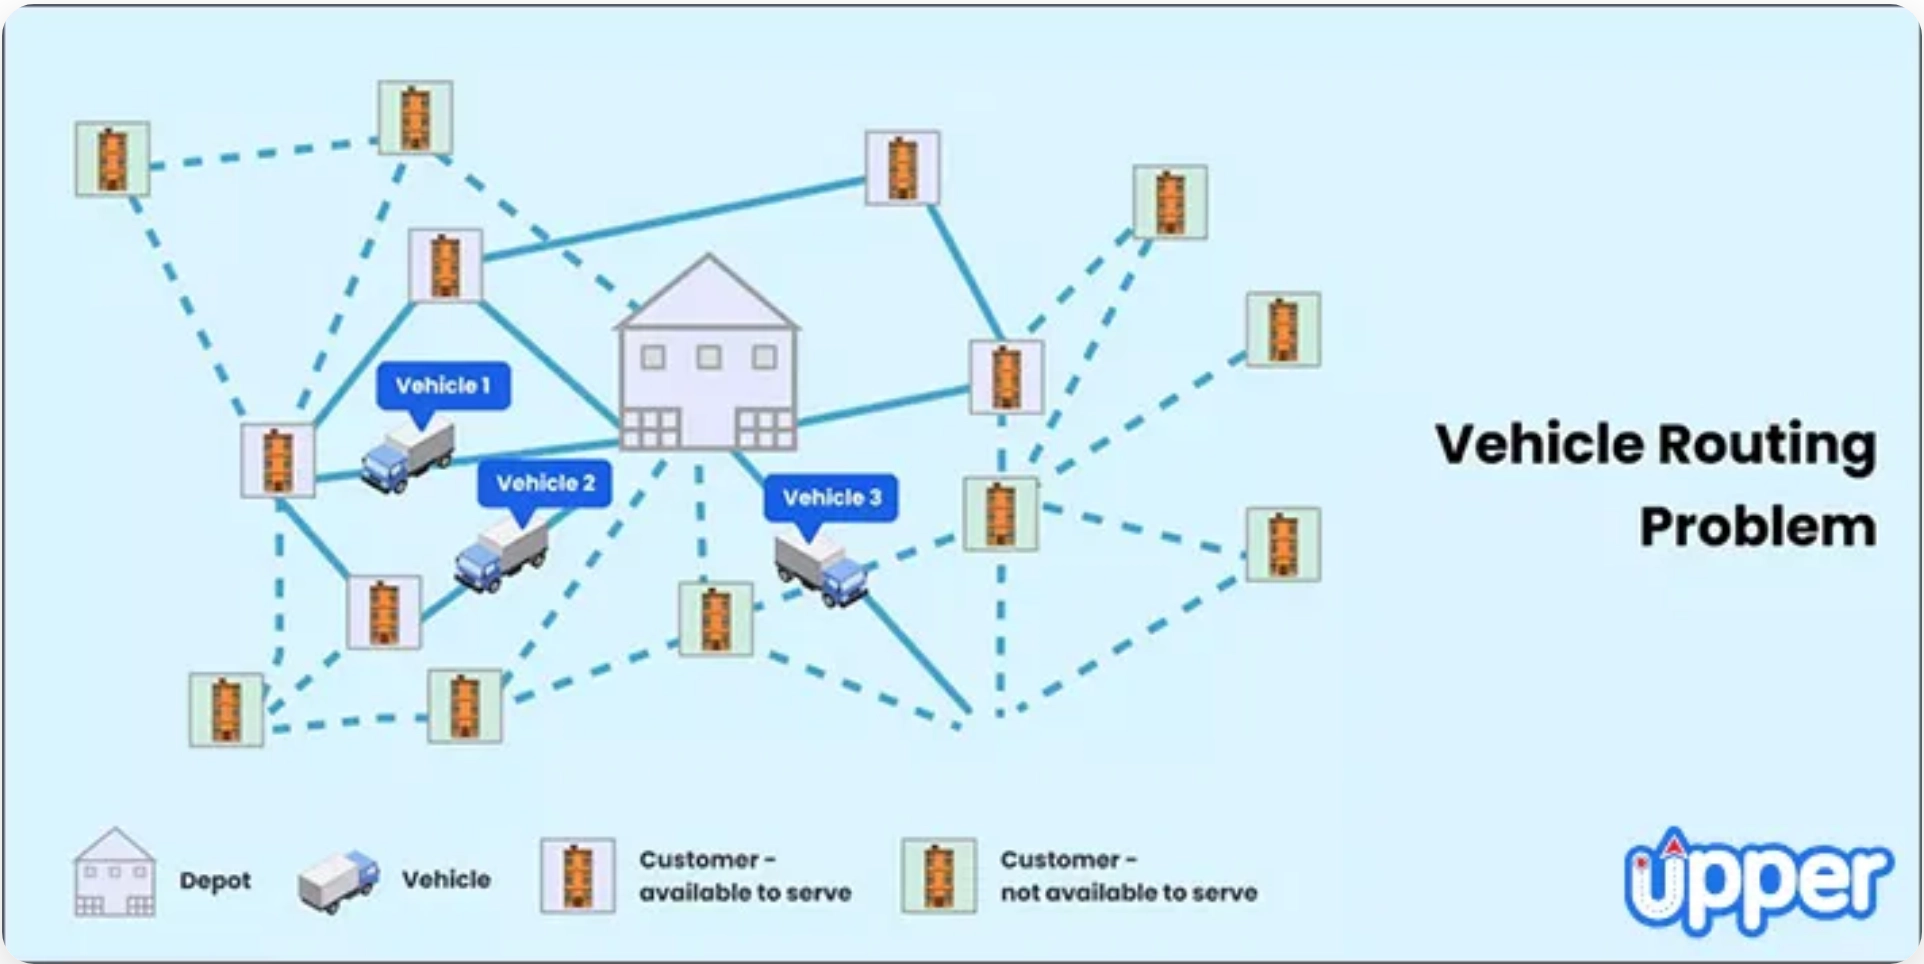 Vehicle 1
Vehicle 2
Vehicle 3
Vehicle Routing
Problem
Depot
Vehicle
Customer -
available to serve
Customer -
not available to serve
upper